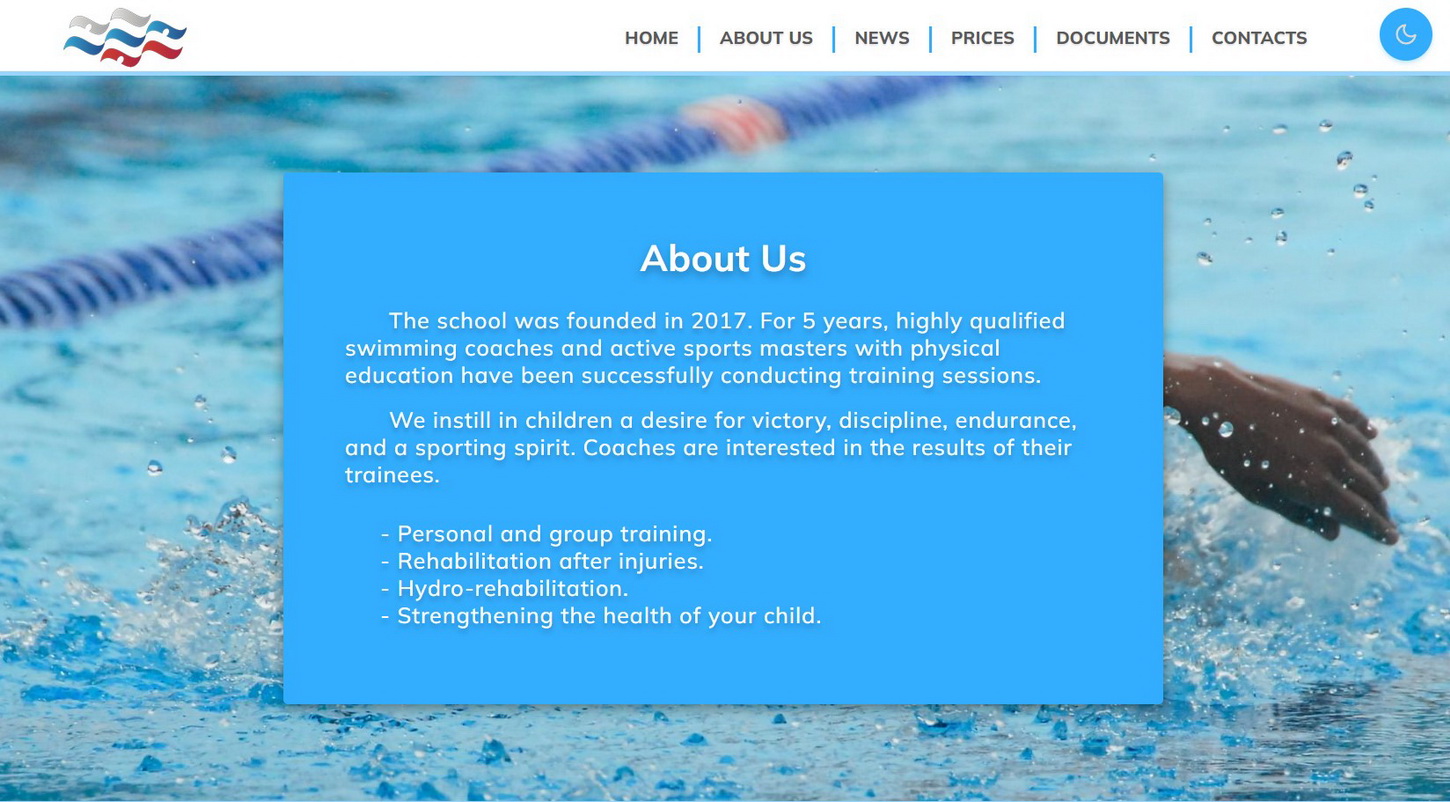 HOME
ABOUT US
NEWS
PRICES
DOCUMENTS
CONTACTS
About Us
The school was founded in 2017. For 5 years, highly qualified
swimming coaches and active sports masters with physical
education have been successfully conducting training sessions.
We instill in children a desire for victory, discipline, endurance,
and a sporting spirit. Coaches are interested in the results of their
trainees.
- Personal and group training.
- Rehabilitation after injuries.
- Hydro-rehabilitation.
- Strengthening the health of your child.